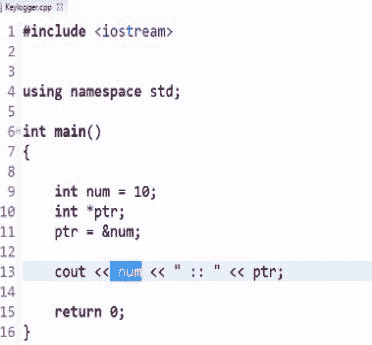 Keylogger.cpp
1 #include <iostream>
2
3
4 using namespace std;
5
6 int main()
7 {
8
9 int num = 10;
10 int *ptr;
11 ptr = &num;
12
13 cout << num << " :: " << ptr;
14
15 return 0;
16 }